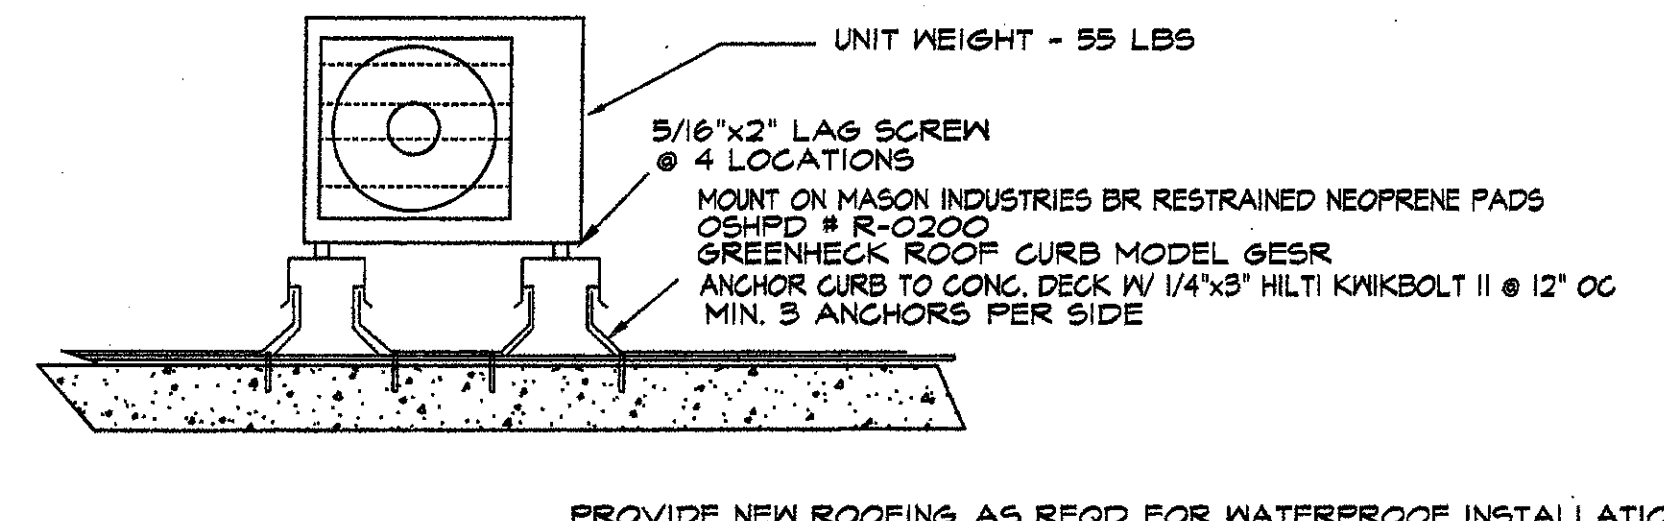 UNIT WEIGHT - 55 LBS
5/16"x2" LAG SCREW
@ 4 LOCATIONS
MOUNT ON MASON INDUSTRIES BR RESTRAINED NEOPRENE PADS
OSHPD # R-0200
GREENHECK ROOF CURB MODEL GESR
ANCHOR CURB TO CONC. DECK W/ 1/4"x3" HILTI KWIKBOLT II @ 12" OC
MIN. 3 ANCHORS PER SIDE
PROVIDE NEW ROOFING AS REQD FOR WATERPROOF INSTALLATIO